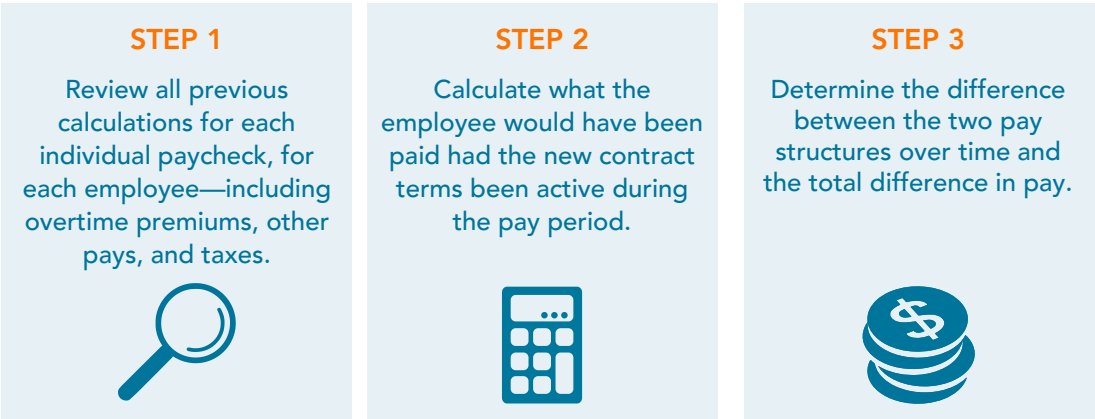 STEP 1
Review all previous
calculations for each
individual paycheck, for
each employee—including
overtime premiums, other
pays, and taxes.
STEP 2
Calculate what the
employee would have been
paid had the new contract
terms been active during
the pay period.
STEP 3
Determine the difference
between the two pay
structures over time and
the total difference in pay.
$